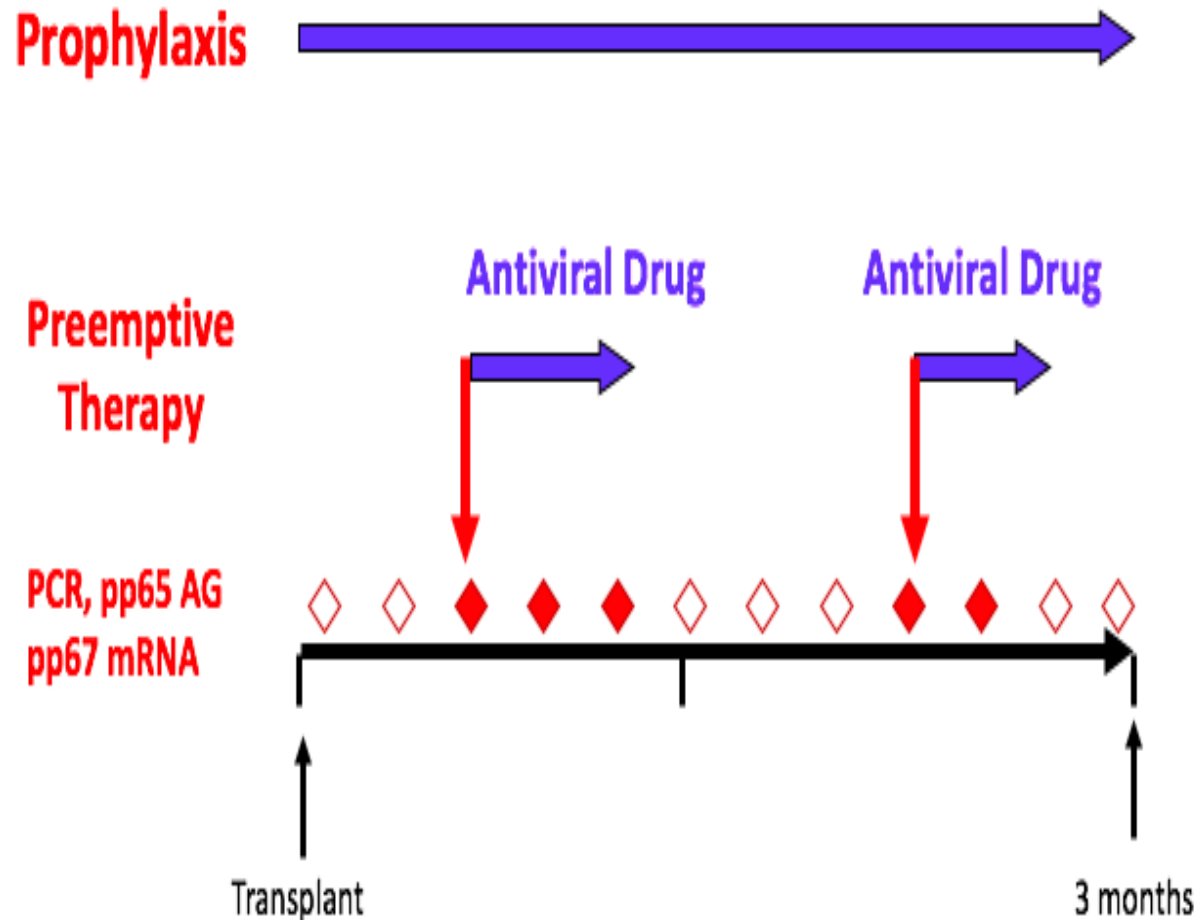 Prophylaxis
Antiviral Drug
Antiviral Drug
Preemptive
Therapy
PCR, pp65 AG
pp67 mRNA
Transplant
3 months